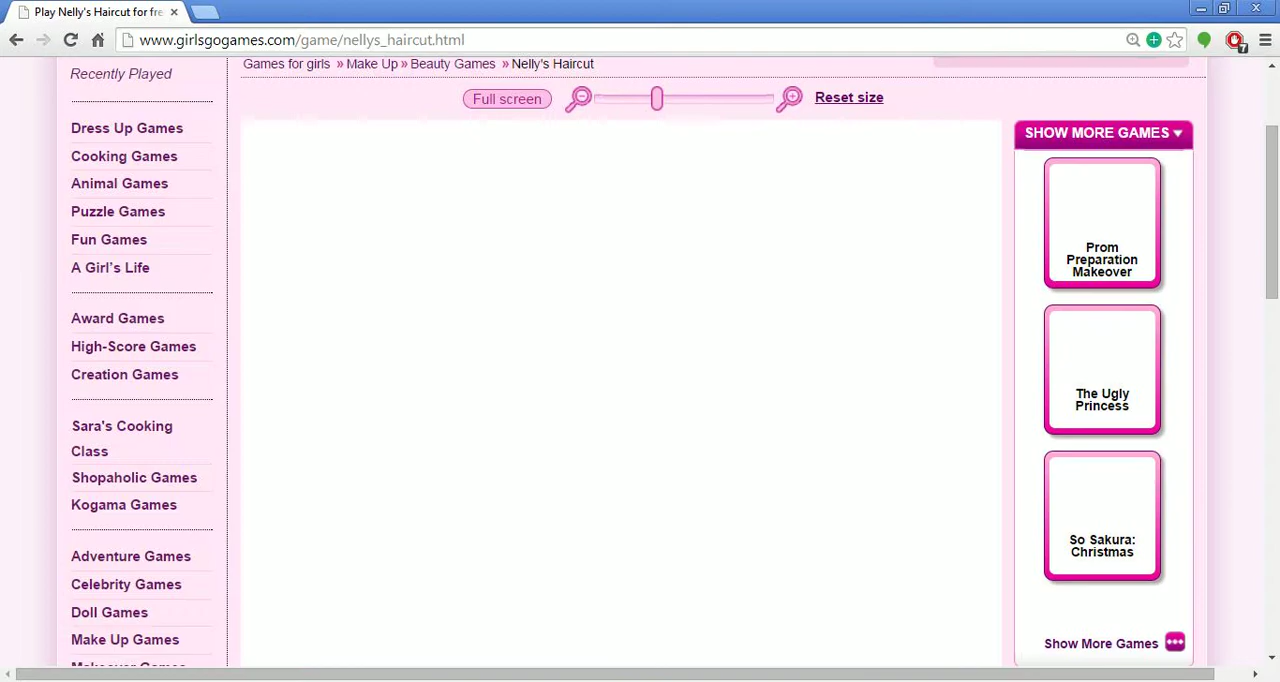 Play Nelly's Haircut for fre
www.girlsgogames.com/game/nellys_haircut.html
7
Recently Played
Dress Up Games
Cooking Games
Animal Games
Puzzle Games
Fun Games
A Girl's Life
Award Games
High-Score Games
Creation Games
Sara's Cooking
Class
Shopaholic Games
Kogama Games
Adventure Games
Celebrity Games
Doll Games
Make Up Games
Makeover Games
Games for girls » Make Up » Beauty Games » Nelly's Haircut
Full screen
Reset size
SHOW MORE GAMES
Prom
Preparation
Makeover
The Ugly
Princess
So Sakura:
Christmas
Show More Games